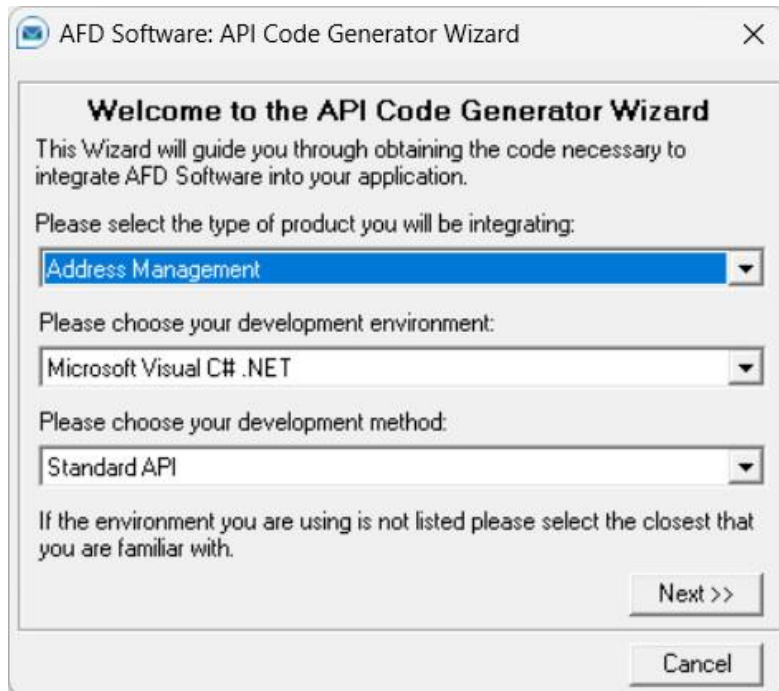 AFD Software: API Code Generator Wizard
Welcome to the API Code Generator Wizard
This Wizard will guide you through obtaining the code necessary to
integrate AFD Software into your application.
Please select the type of product you will be integrating:
Address Management
Please choose your development environment:
Microsoft Visual C# .NET
Please choose your development method:
Standard API
If the environment you are using is not listed please select the closest that
you are familiar with.
Next >>
Cancel